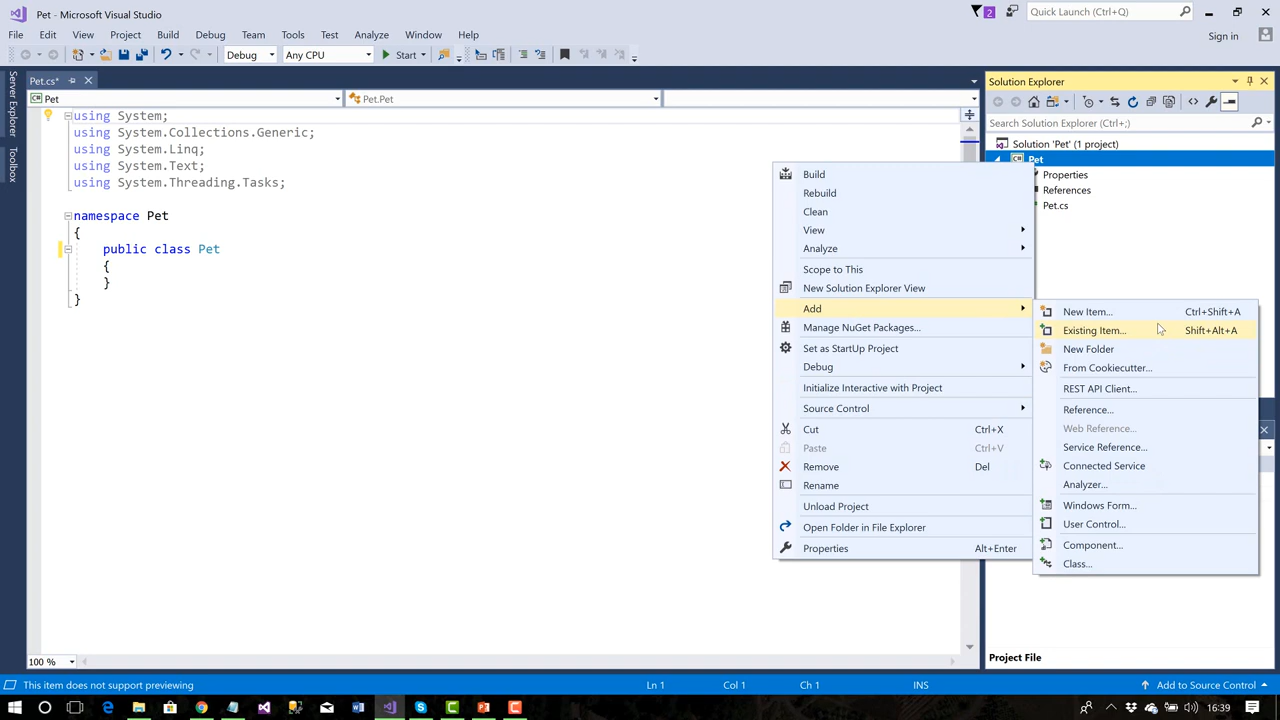 Pet - Microsoft Visual Studio
2
Quick Launch (Ctrl+Q)
File Edit View Project Build Debug Team Tools Test Analyze Window Help
Sign in
Debug Any CPU Start
Server Explorer
Toolbox
Pet.cs*
Pet
Pet.Pet
using System;
using System.Collections.Generic;
using System.Linq;
using System.Text;
using System.Threading.Tasks;
namespace Pet
{
public class Pet
{
}
}
Solution Explorer
Search Solution Explorer (Ctrl+;)
Solution 'Pet' (1 project)
C# Pet
Properties
References
Pet.cs
Build
Rebuild
Clean
View
Analyze
Scope to This
New Solution Explorer View
Add
Manage NuGet Packages...
Set as StartUp Project
Debug
Initialize Interactive with Project
Source Control
Cut Ctrl+X
Paste Ctrl+V
Remove Del
Rename
Unload Project
Open Folder in File Explorer
Properties Alt+Enter
New Item... Ctrl+Shift+A
Existing Item... Shift+Alt+A
New Folder
From Cookiecutter...
REST API Client...
Reference...
Web Reference...
Service Reference...
Connected Service
Analyzer...
Windows Form...
User Control...
Component...
Class...
Project File
100 %
This item does not support previewing
Ln 1 Col 1 Ch 1 INS
Add to Source Control
16:39